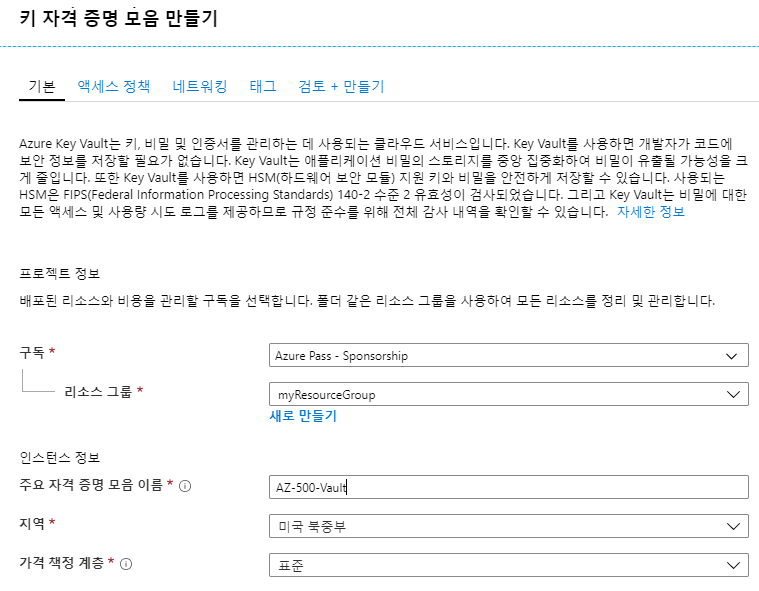 키 자격 증명 모음 만들기
기본 액세스 정책 네트워킹 태그 검토 + 만들기
Azure Key Vault는 키, 비밀 및 인증서를 관리하는 데 사용되는 클라우드 서비스입니다. Key Vault를 사용하면 개발자가 코드에
보안 정보를 저장할 필요가 없습니다. Key Vault는 애플리케이션 비밀의 스토리지를 중앙 집중화하여 비밀이 유출될 가능성을 크
게 줄입니다. 또한 Key Vault를 사용하면 HSM(하드웨어 보안 모듈) 지원 키와 비밀을 안전하게 저장할 수 있습니다. 사용되는
HSM은 FIPS(Federal Information Processing Standards) 140-2 수준 2 유효성이 검사되었습니다. 그리고 Key Vault는 비밀에 대한
모든 액세스 및 사용량 시도 로그를 제공하므로 규정 준수를 위해 전체 감사 내역을 확인할 수 있습니다. 자세한 정보
프로젝트 정보
배포된 리소스와 비용을 관리할 구독을 선택합니다. 폴더 같은 리소스 그룹을 사용하여 모든 리소스를 정리 및 관리합니다.
구독 * Azure Pass - Sponsorship
리소스 그룹 * myResourceGroup
새로 만들기
인스턴스 정보
주요 자격 증명 모음 이름 * AZ-500-Vault
지역 * 미국 북중부
가격 책정 계층 * 표준